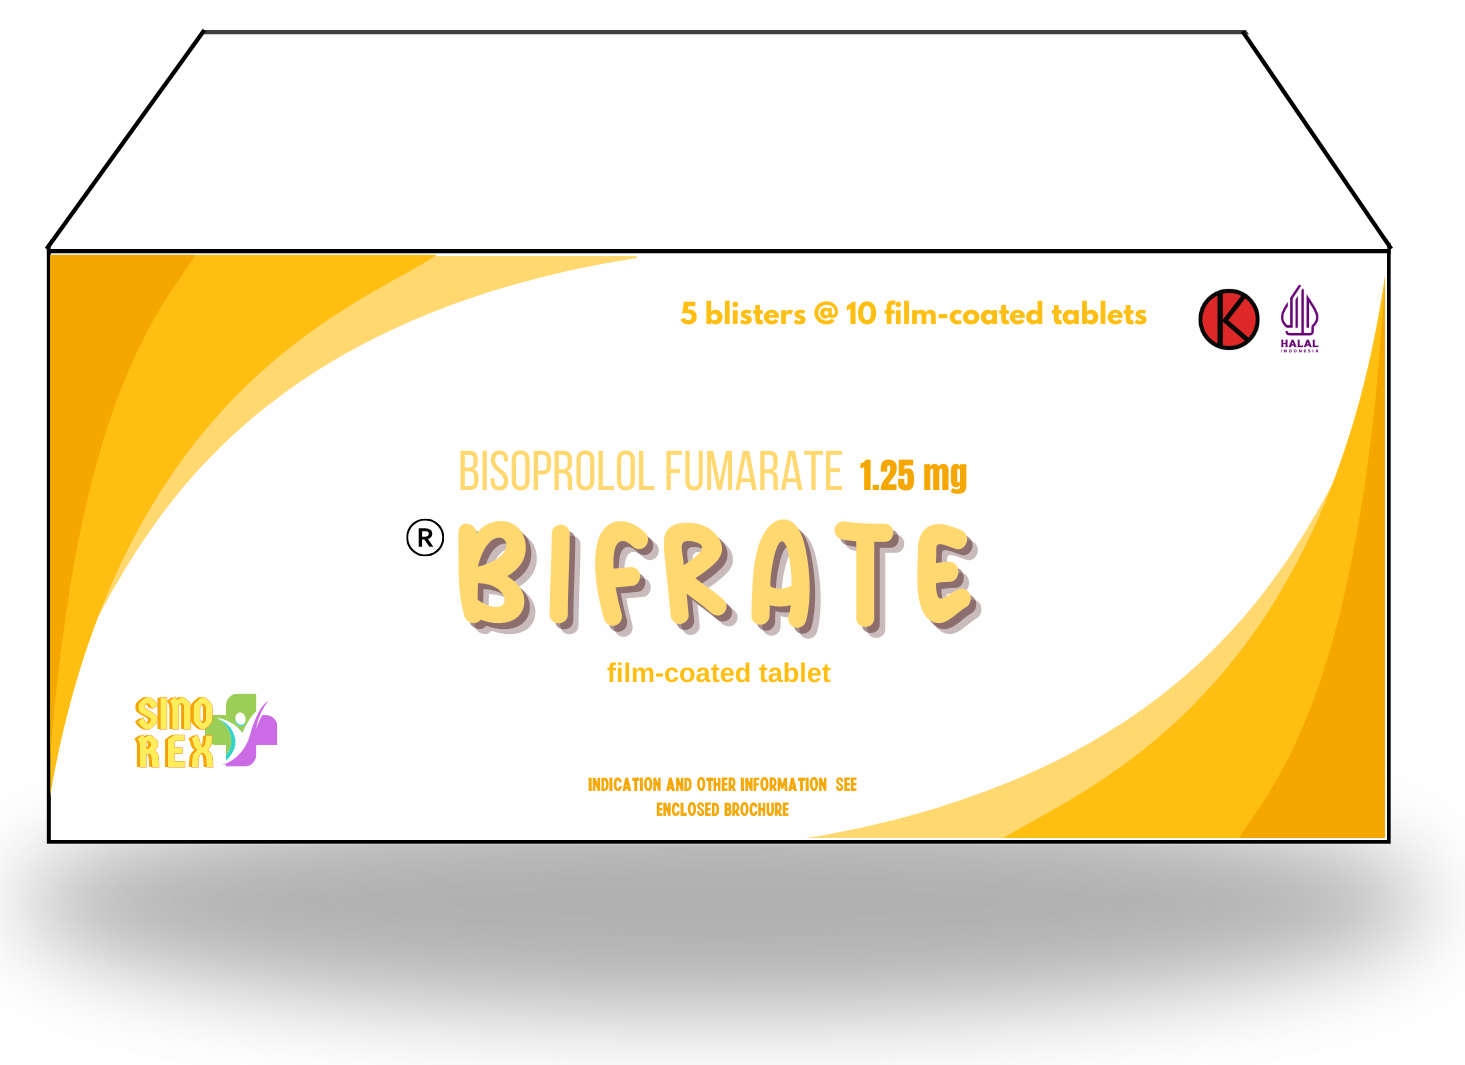 5 blisters @ 10 film-coated tablets
K
HALAL
INDONESIA
BISOPROLOL FUMARATE 1.25 mg
® BIFRATE
film-coated tablet
SINO
REX
INDICATION AND OTHER INFORMATION SEE
ENCLOSED BROCHURE